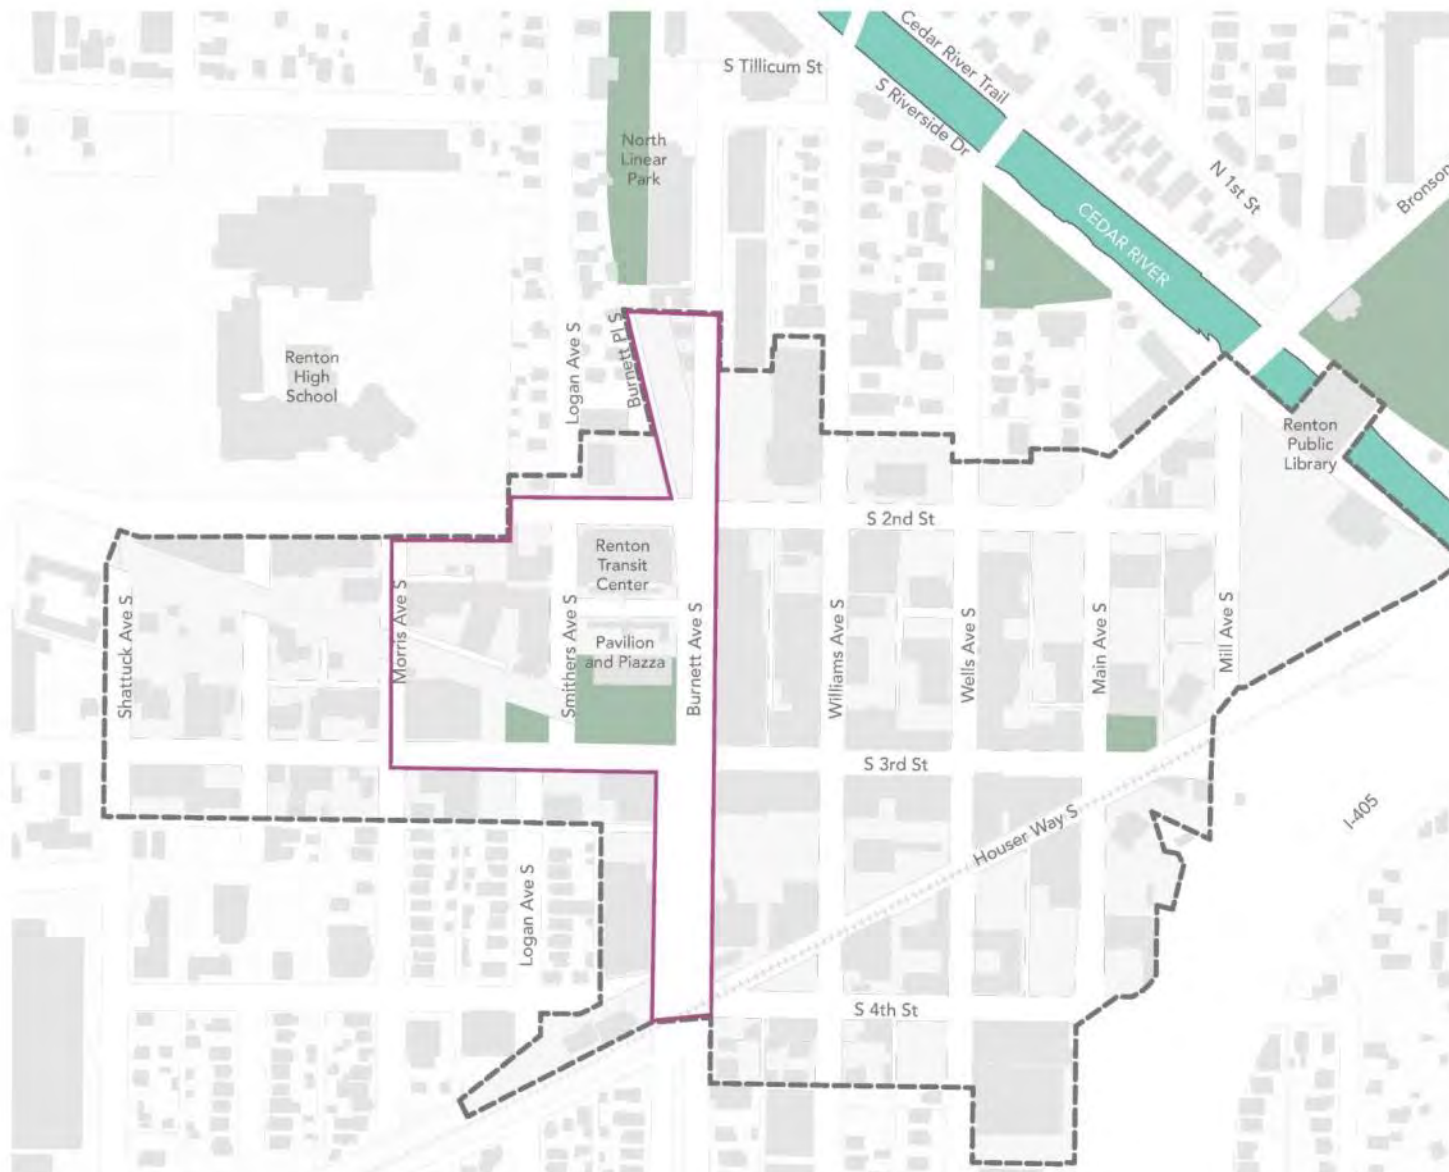 Cedar River Trail
S Tillicum St
S Riverside Dr
North
Linear
Park
N 1st St
Bronson
CEDAR RIVER
Burnett Pl S
Logan Ave S
Renton
High
School
Renton
Public
Library
S 2nd St
Renton
Transit
Center
Shattuck Ave S
Morris Ave S
Smithers Ave S
Pavilion
and Piazza
Burnett Ave S
Williams Ave S
Wells Ave S
Main Ave S
Mill Ave S
S 3rd St
Houser Way S
I-405
Logan Ave S
S 4th St